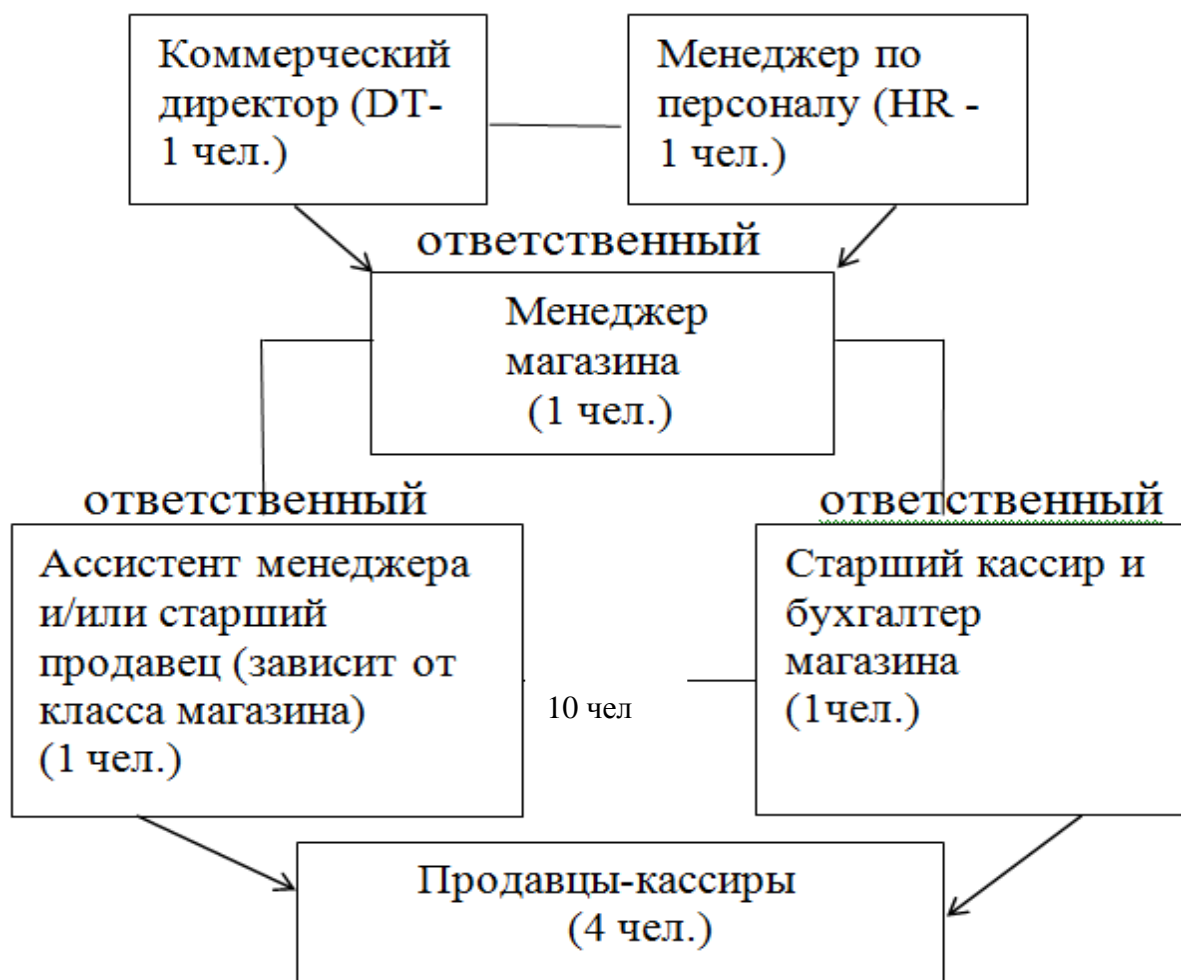 Коммерческий
директор (DT-
1 чел.)
Менеджер по
персоналу (HR -
1 чел.)
ответственный
Менеджер
магазина
(1 чел.)
ответственный
ответственный
Ассистент менеджера
и/или старший
продавец (зависит от
класса магазина)
(1 чел.)
10 чел
Старший кассир и
бухгалтер
магазина
(1чел.)
Продавцы-кассиры
(4 чел.)